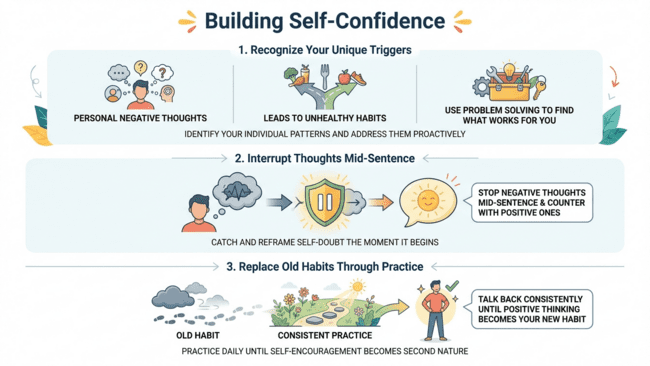 Building Self-Confidence
1. Recognize Your Unique Triggers
PERSONAL NEGATIVE THOUGHTS
LEADS TO UNHEALTHY HABITS
USE PROBLEM SOLVING TO FIND
WHAT WORKS FOR YOU
IDENTIFY YOUR INDIVIDUAL PATTERNS AND ADDRESS THEM PROACTIVELY
2. Interrupt Thoughts Mid-Sentence
STOP NEGATIVE THOUGHTS
MID-SENTENCE & COUNTER
WITH POSITIVE ONES
CATCH AND REFRAME SELF-DOUBT THE MOMENT IT BEGINS
3. Replace Old Habits Through Practice
OLD HABIT
CONSISTENT PRACTICE
TALK BACK CONSISTENTLY
UNTIL POSITIVE THINKING
BECOMES YOUR NEW HABIT
PRACTICE DAILY UNTIL SELF-ENCOURAGEMENT BECOMES SECOND NATURE